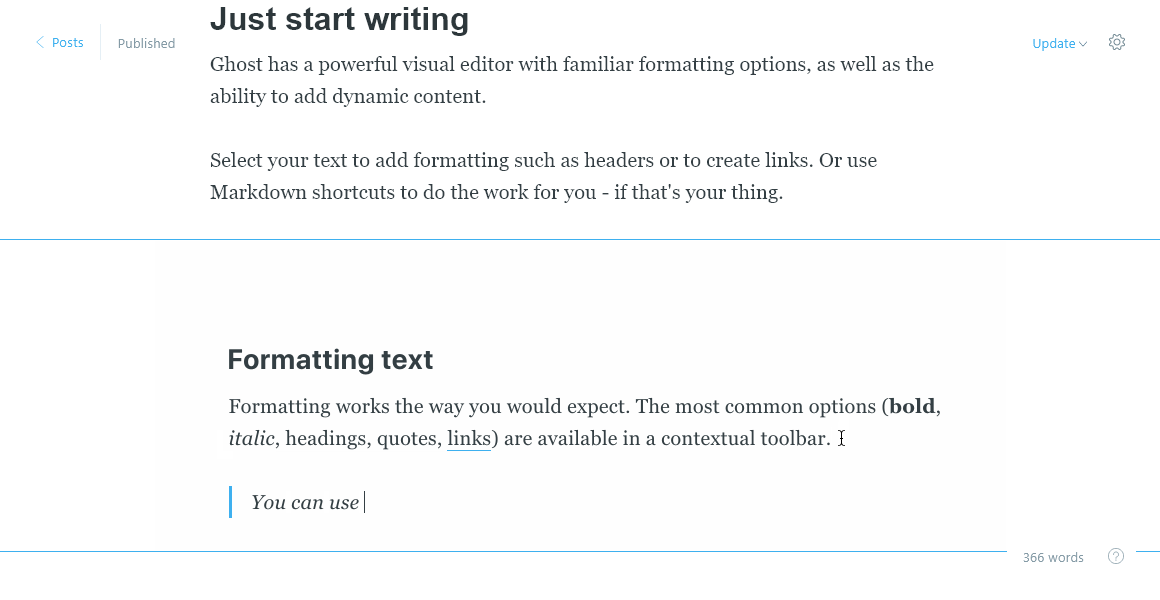 Just start writing
Posts
Published
Update
Ghost has a powerful visual editor with familiar formatting options, as well as the
ability to add dynamic content.
Select your text to add formatting such as headers or to create links. Or use
Markdown shortcuts to do the work for you - if that's your thing.
Formatting text
Formatting works the way you would expect. The most common options (bold,
italic, headings, quotes, links) are available in a contextual toolbar.
You can use
366 words
?